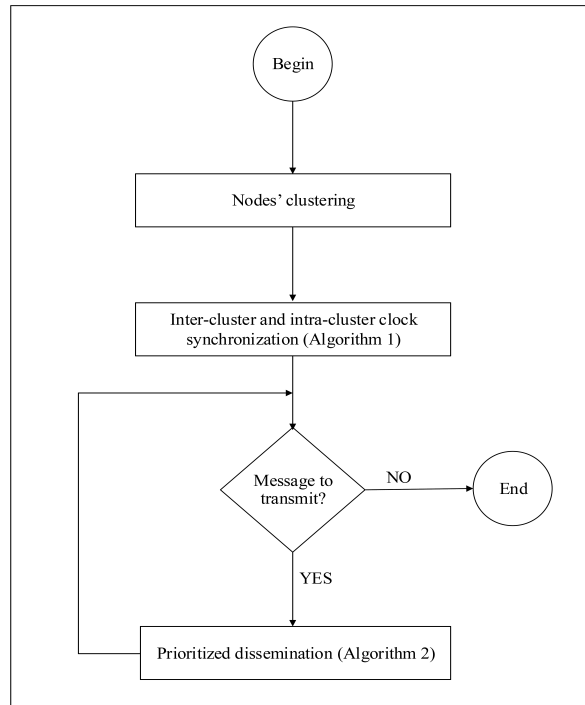 Begin
Nodes’ clustering
Inter-cluster and intra-cluster clock
synchronization (Algorithm 1)
Message to
transmit?
NO
End
YES
Prioritized dissemination (Algorithm 2)